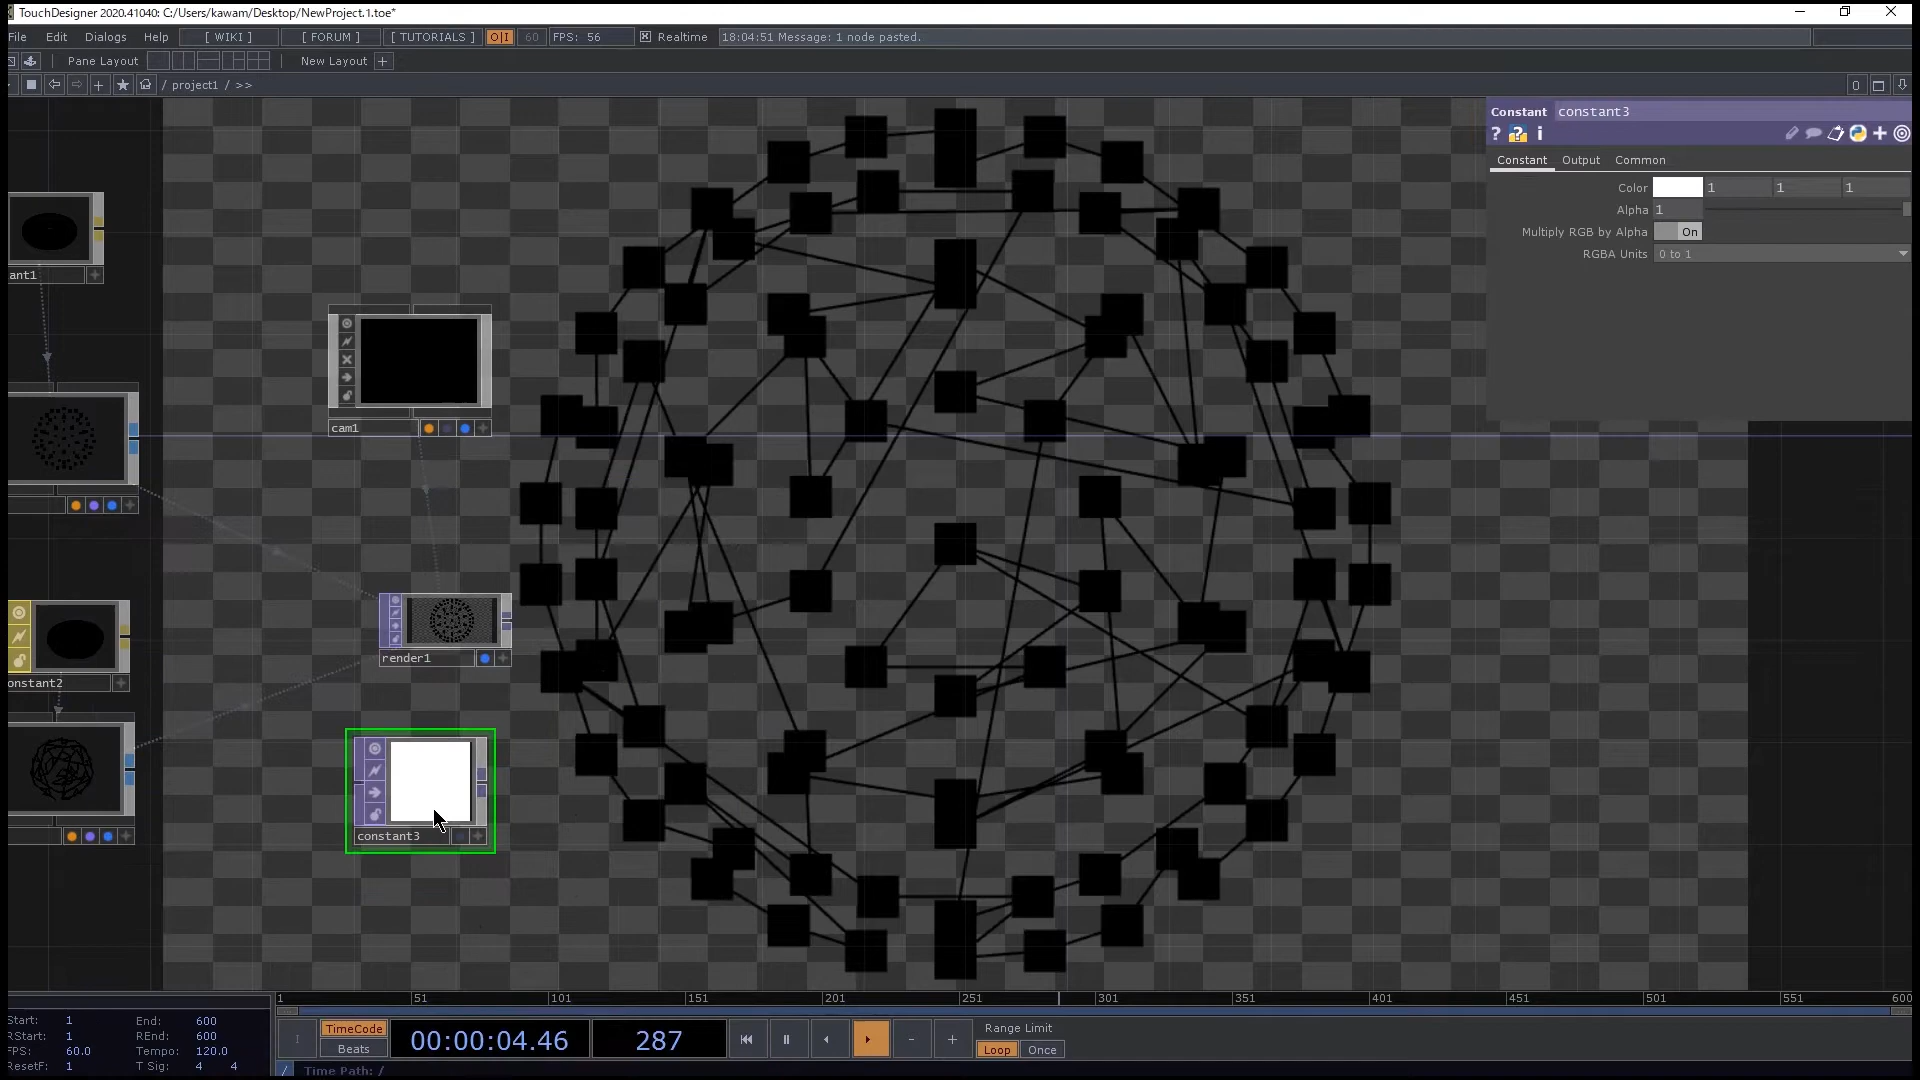 TouchDesigner 2020.41040: C:/Users/kawam/Desktop/NewProject.1.toe*
File Edit Dialogs Help [ WIKI ] [ FORUM ] [ TUTORIALS ] O|I 60 FPS: 56 Realtime 18:04:51 Message: 1 node pasted.
Pane Layout New Layout +
/ project1 / >> 0
Constant constant3
? ? i
Constant Output Common
Color 1 1 1
Alpha 1
Multiply RGB by Alpha On
RGBA Units 0 to 1
ant1
cam1
render1
onstant2
constant3
1 51 101 151 201 251 301 351 401 451 501 551 600
Start: 1 End: 600
RStart: 1 REnd: 600
FPS: 60.0 Tempo: 120.0
ResetF: 1 T Sig: 4 4
TimeCode
Beats
00:00:04.46 287
Range Limit
Loop Once
/ Time Path: /